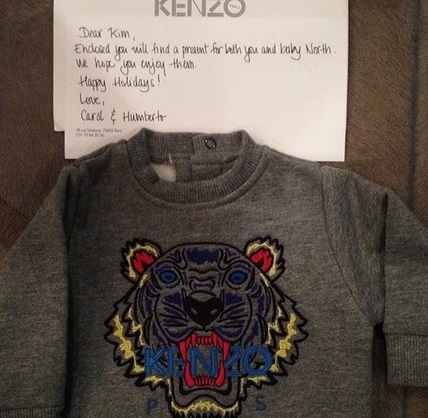 KENZO
Dear Kim,
Enclosed you will find a present for both you and baby North.
We hope you enjoy them.
Happy Holidays!
Love,
Carol & Humberto
KENZO
P S